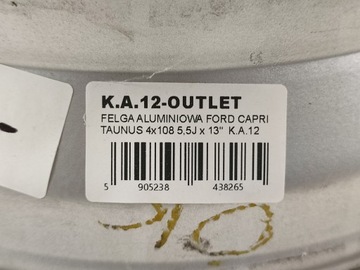 K.A.12-OUTLET
FELGA ALUMINIOWA FORD CAPRI
TAUNUS 4x108 5,5J x 13" K.A.12
5 905238 438265